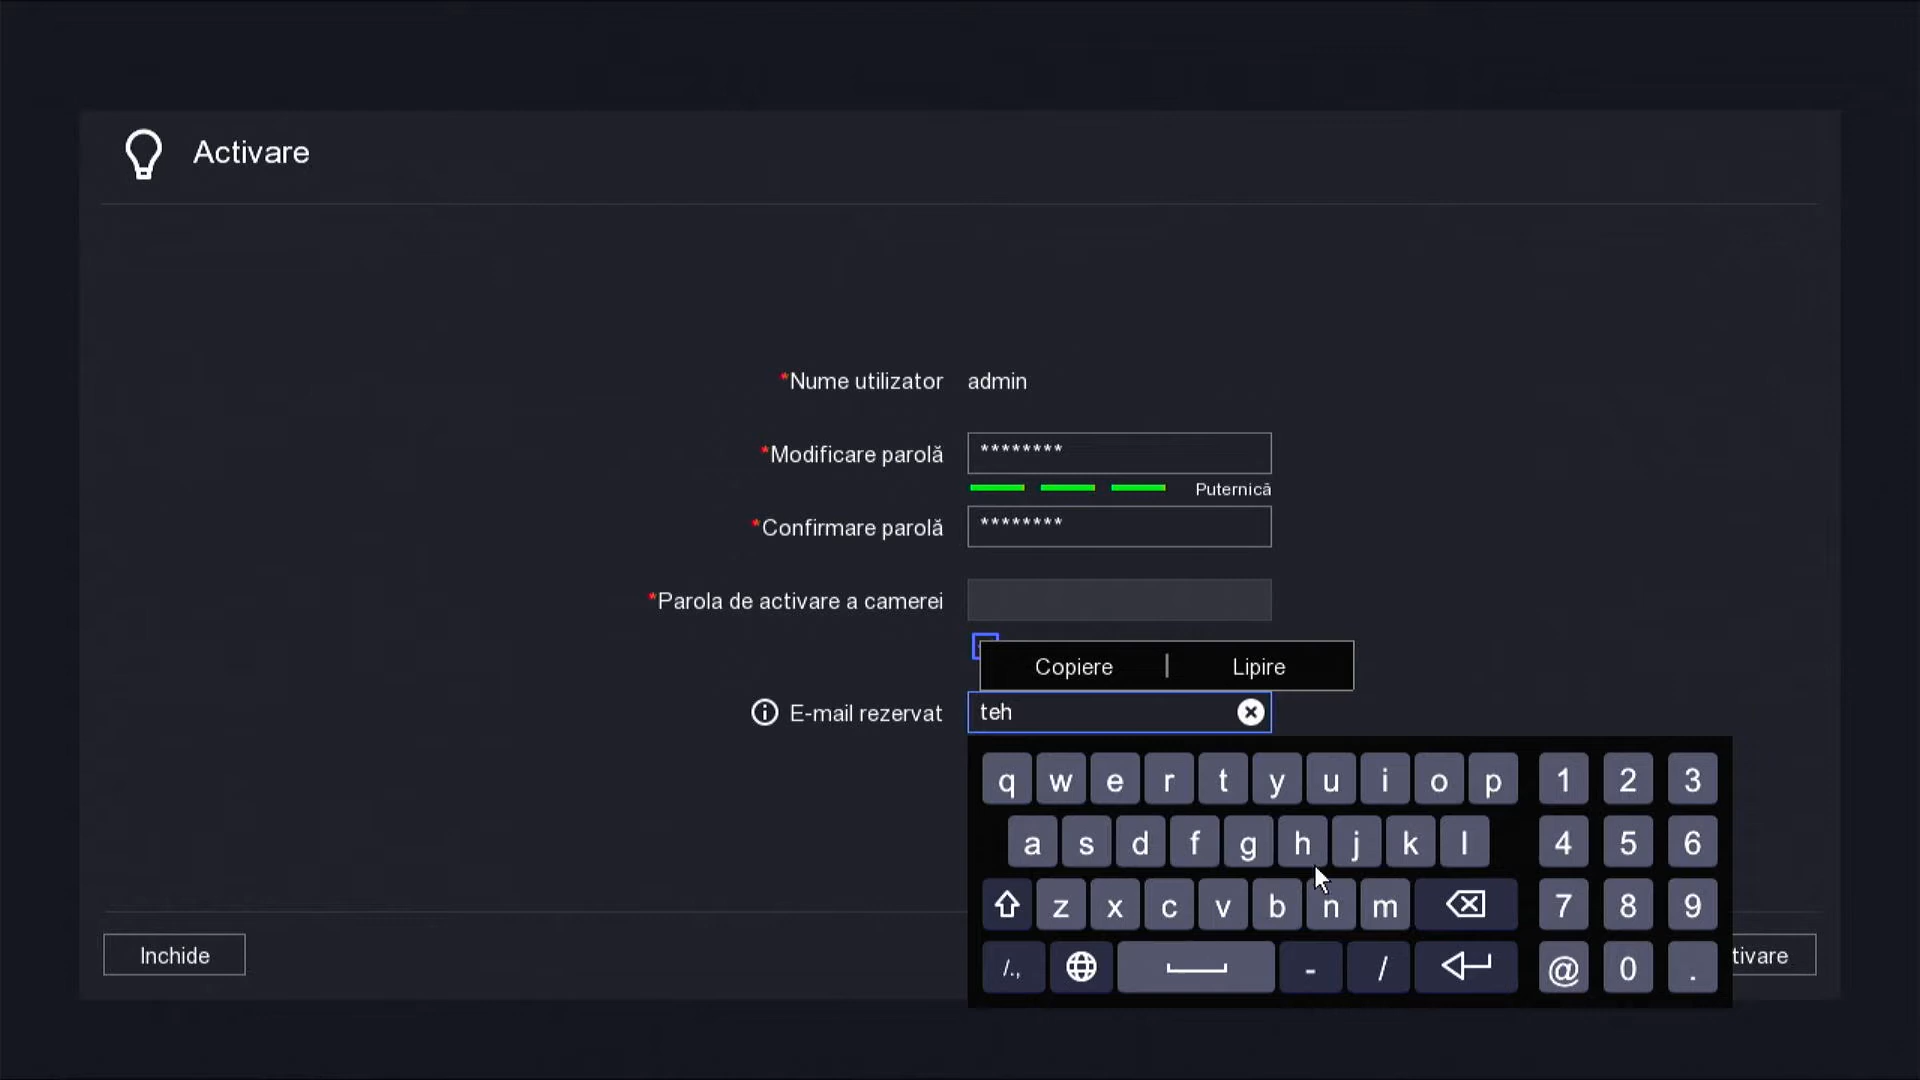 Activare
*Nume utilizator admin
*Modificare parolă ********
Puternică
*Confirmare parolă ********
*Parola de activare a camerei
Copiere | Lipire
E-mail rezervat teh
q w e r t y u i o p 1 2 3
a s d f g h j k l 4 5 6
z x c v b n m 7 8 9
/., - / @ 0 .
Inchide
tivare